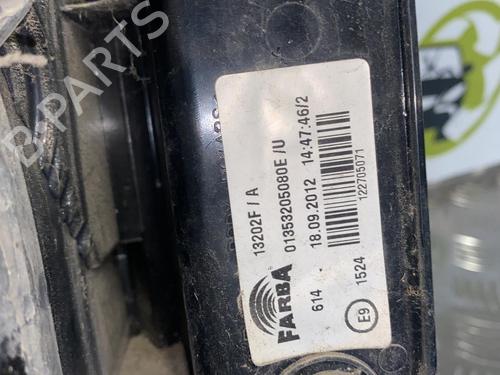 13202F / A
01353205080E /U
FARBA
614 18.09.2012 14:47:46/2
E9 1524 122705071
B-PARTS